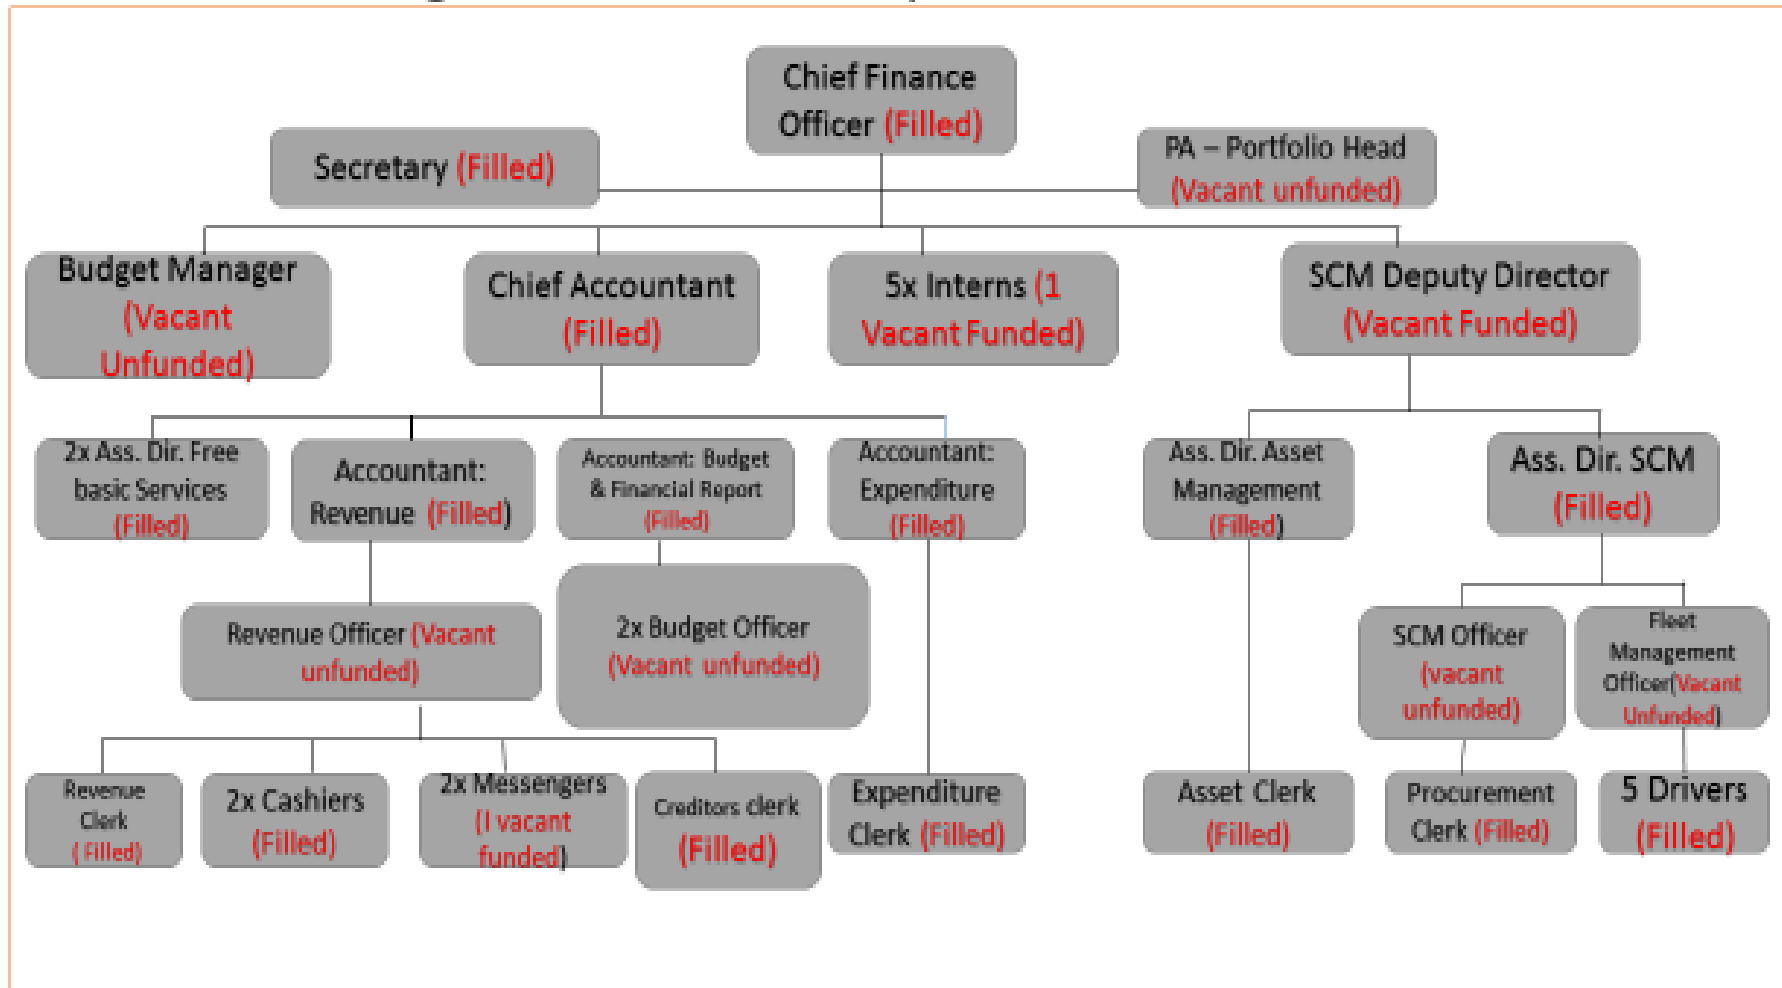 Chief Finance
Officer (Filled)
Secretary (Filled)
PA – Portfolio Head
(Vacant unfunded)
Budget Manager
(Vacant
Unfunded)
Chief Accountant
(Filled)
5x Interns (1
Vacant Funded)
SCM Deputy Director
(Vacant Funded)
2x Ass. Dir. Free
basic Services
(Filled)
Accountant:
Revenue (Filled)
Accountant: Budget
& Financial Report
(Filled)
Accountant:
Expenditure
(Filled)
Ass. Dir. Asset
Management
(Filled)
Ass. Dir. SCM
(Filled)
Revenue Officer (Vacant
unfunded)
2x Budget Officer
(Vacant unfunded)
SCM Officer
(vacant
unfunded)
Fleet
Management
Officer(Vacant
Unfunded)
Revenue
Clerk
( Filled)
2x Cashiers
(Filled)
2x Messengers
(I vacant
funded)
Creditors clerk
(Filled)
Expenditure
Clerk (Filled)
Asset Clerk
(Filled)
Procurement
Clerk (Filled)
5 Drivers
(Filled)